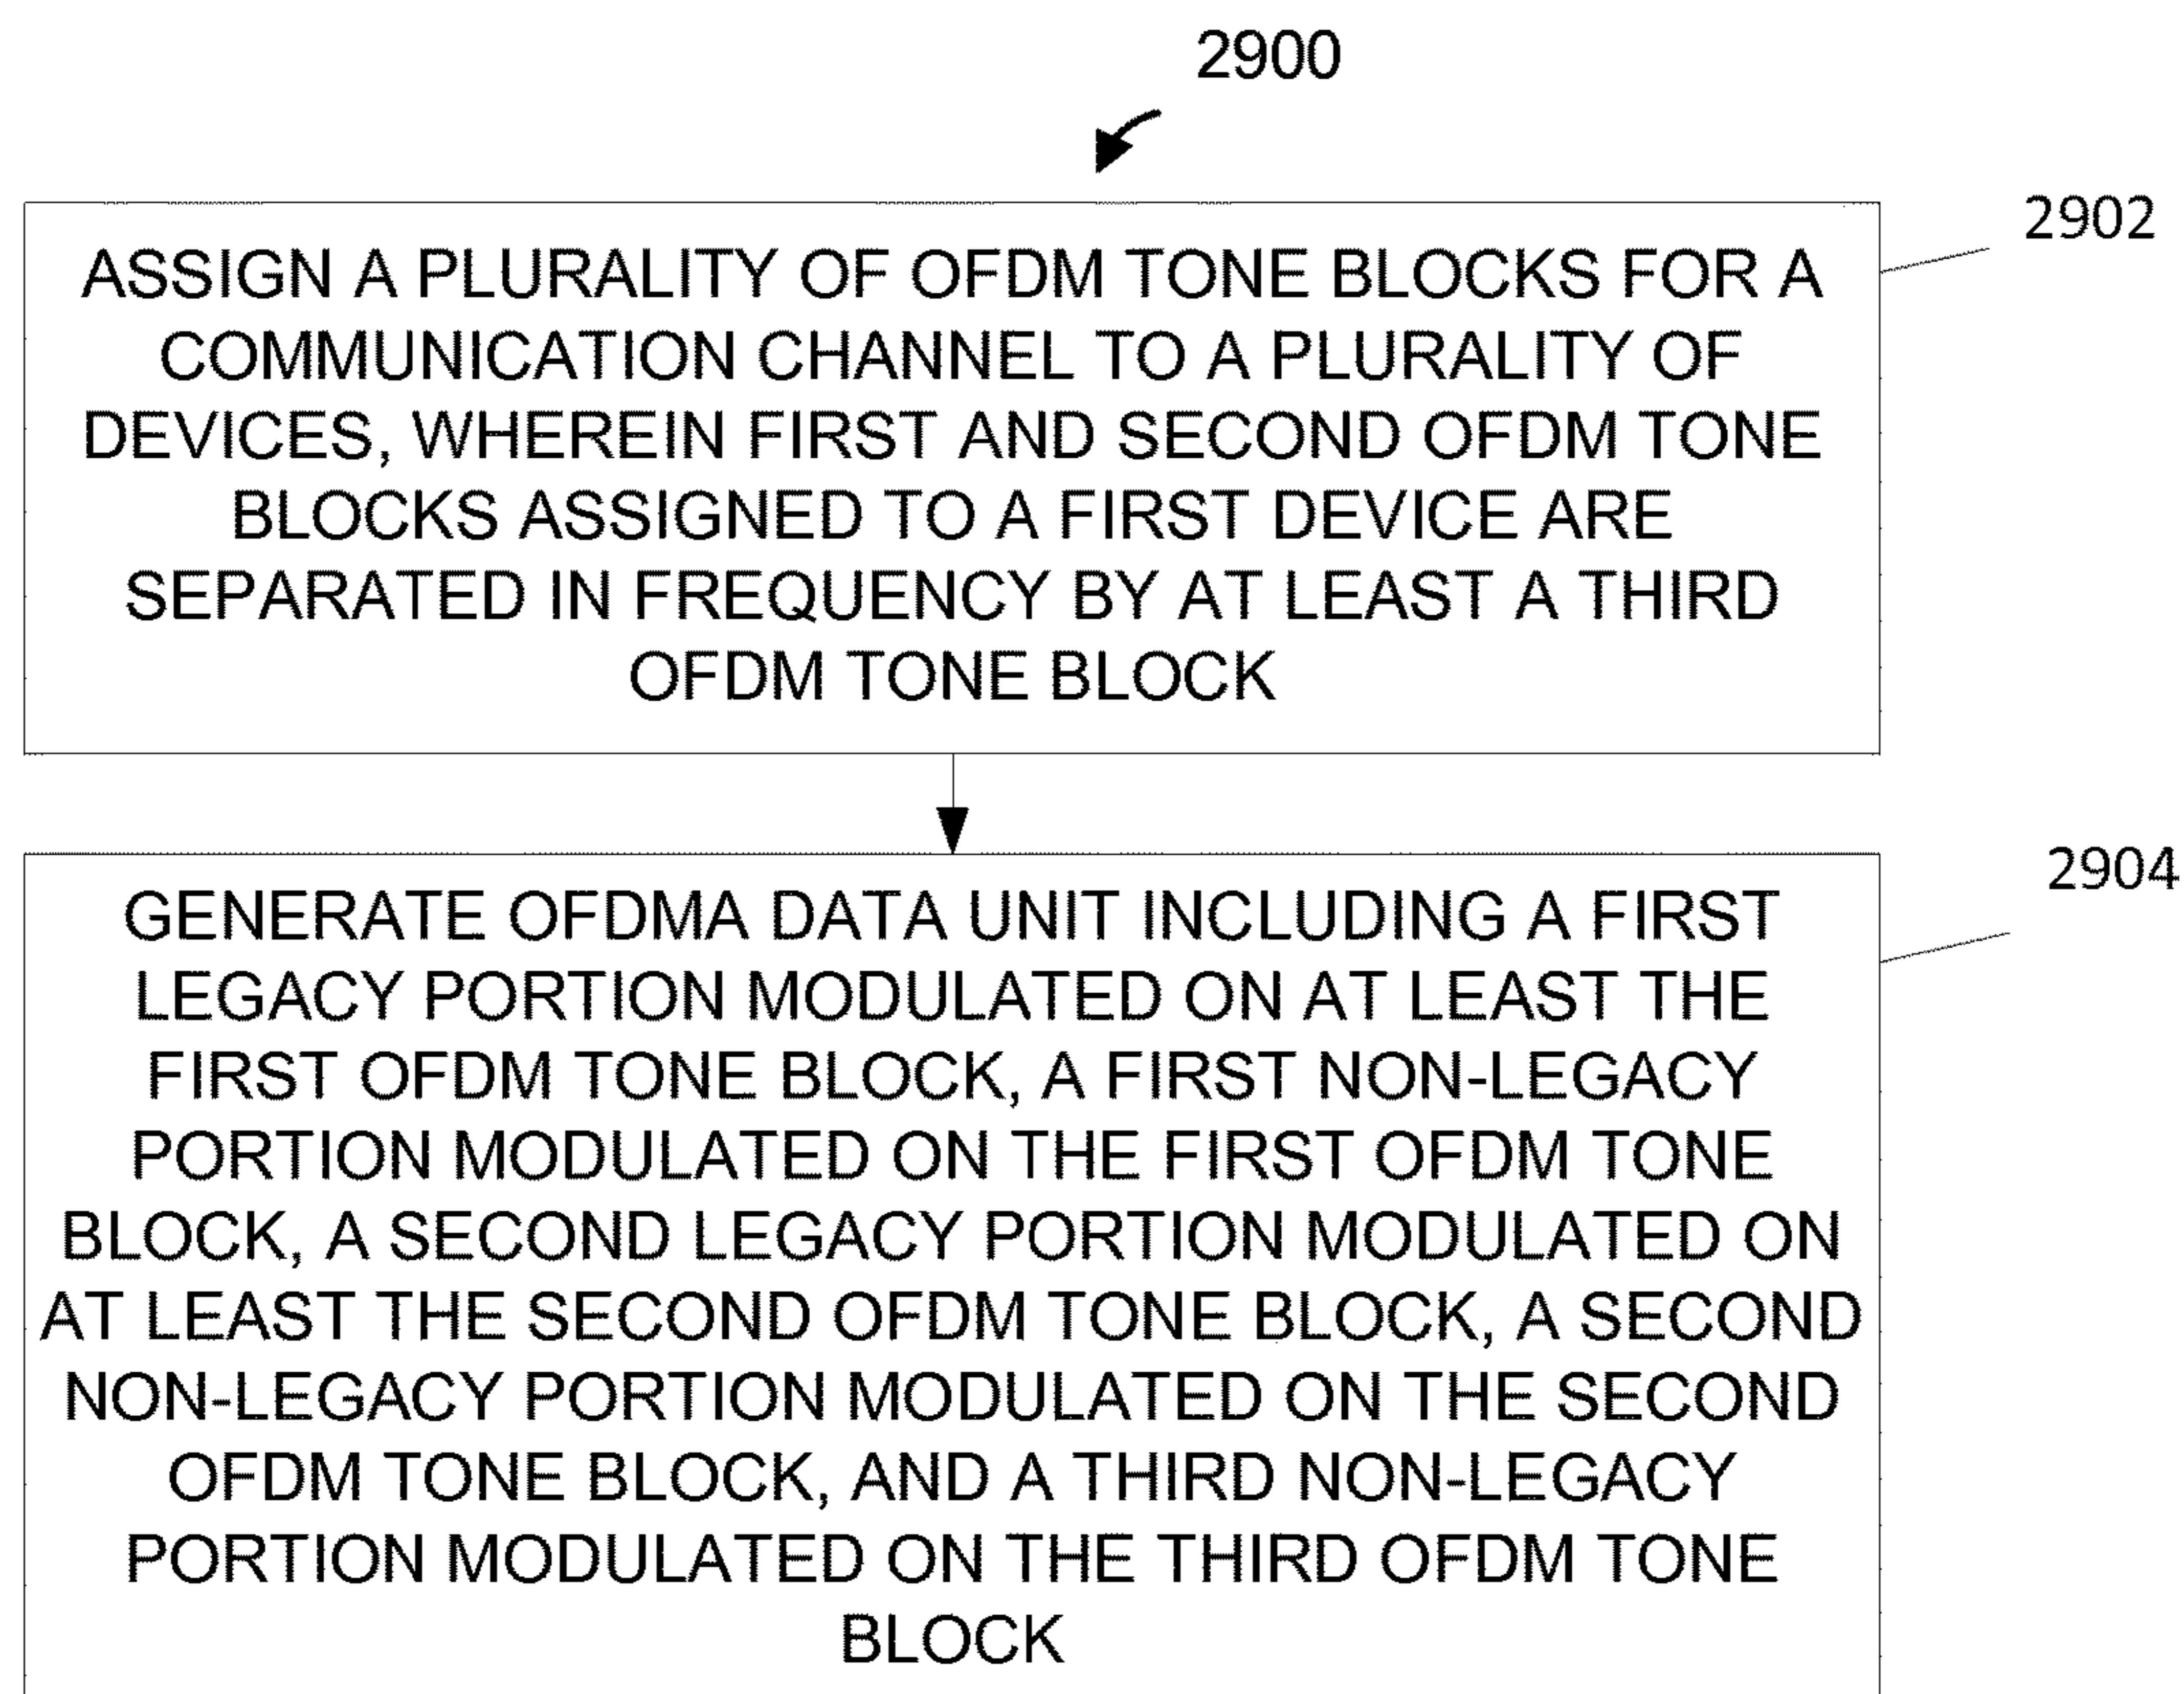 2900
2902
ASSIGN A PLURALITY OF OFDM TONE BLOCKS FOR A
COMMUNICATION CHANNEL TO A PLURALITY OF
DEVICES, WHEREIN FIRST AND SECOND OFDM TONE
BLOCKS ASSIGNED TO A FIRST DEVICE ARE
SEPARATED IN FREQUENCY BY AT LEAST A THIRD
OFDM TONE BLOCK
2904
GENERATE OFDMA DATA UNIT INCLUDING A FIRST
LEGACY PORTION MODULATED ON AT LEAST THE
FIRST OFDM TONE BLOCK, A FIRST NON-LEGACY
PORTION MODULATED ON THE FIRST OFDM TONE
BLOCK, A SECOND LEGACY PORTION MODULATED ON
AT LEAST THE SECOND OFDM TONE BLOCK, A SECOND
NON-LEGACY PORTION MODULATED ON THE SECOND
OFDM TONE BLOCK, AND A THIRD NON-LEGACY
PORTION MODULATED ON THE THIRD OFDM TONE
BLOCK